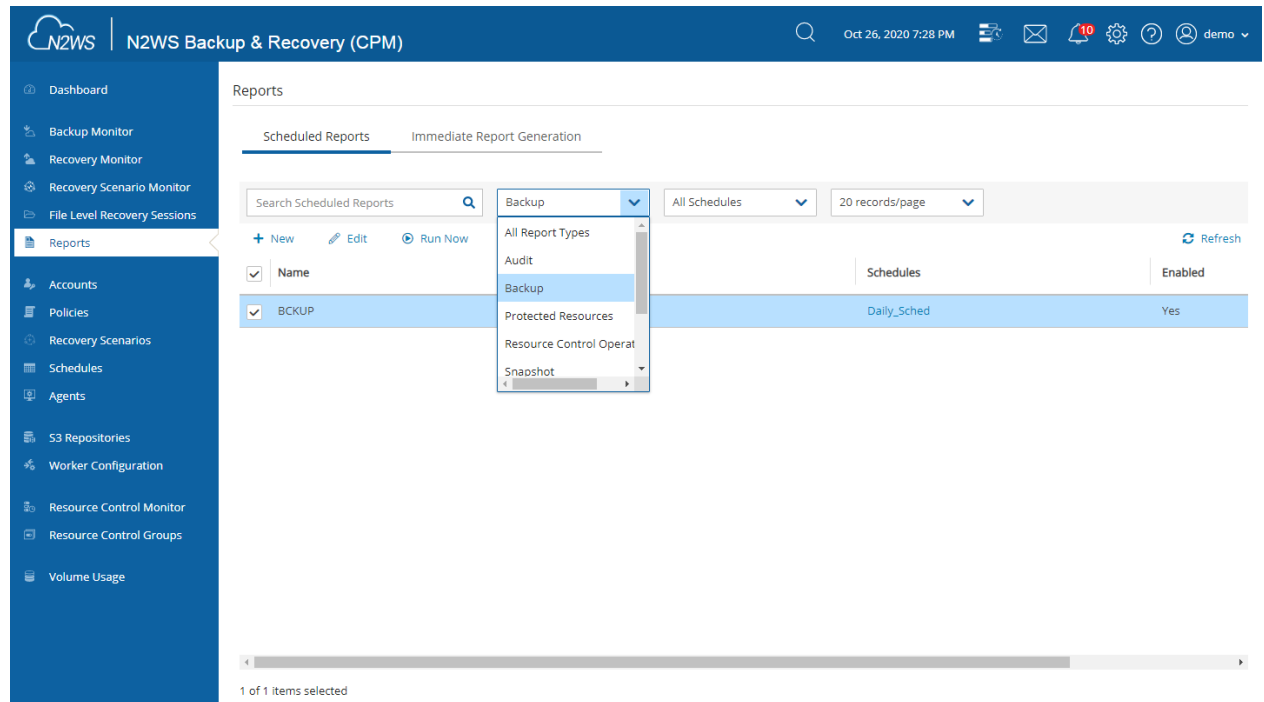 N2WS N2WS Backup & Recovery (CPM) Oct 26, 2020 7:28 PM 10 ? demo
Dashboard
Backup Monitor
Recovery Monitor
Recovery Scenario Monitor
File Level Recovery Sessions
Reports
Accounts
Policies
Recovery Scenarios
Schedules
Agents
S3 Repositories
Worker Configuration
Resource Control Monitor
Resource Control Groups
Volume Usage
Reports
Scheduled Reports Immediate Report Generation
Search Scheduled Reports Backup All Schedules 20 records/page
+ New Edit Run Now Refresh
All Report Types
Audit
Backup
Protected Resources
Resource Control Operat
Snapshot
Name Schedules Enabled
BCKUP Daily_Sched Yes
1 of 1 items selected